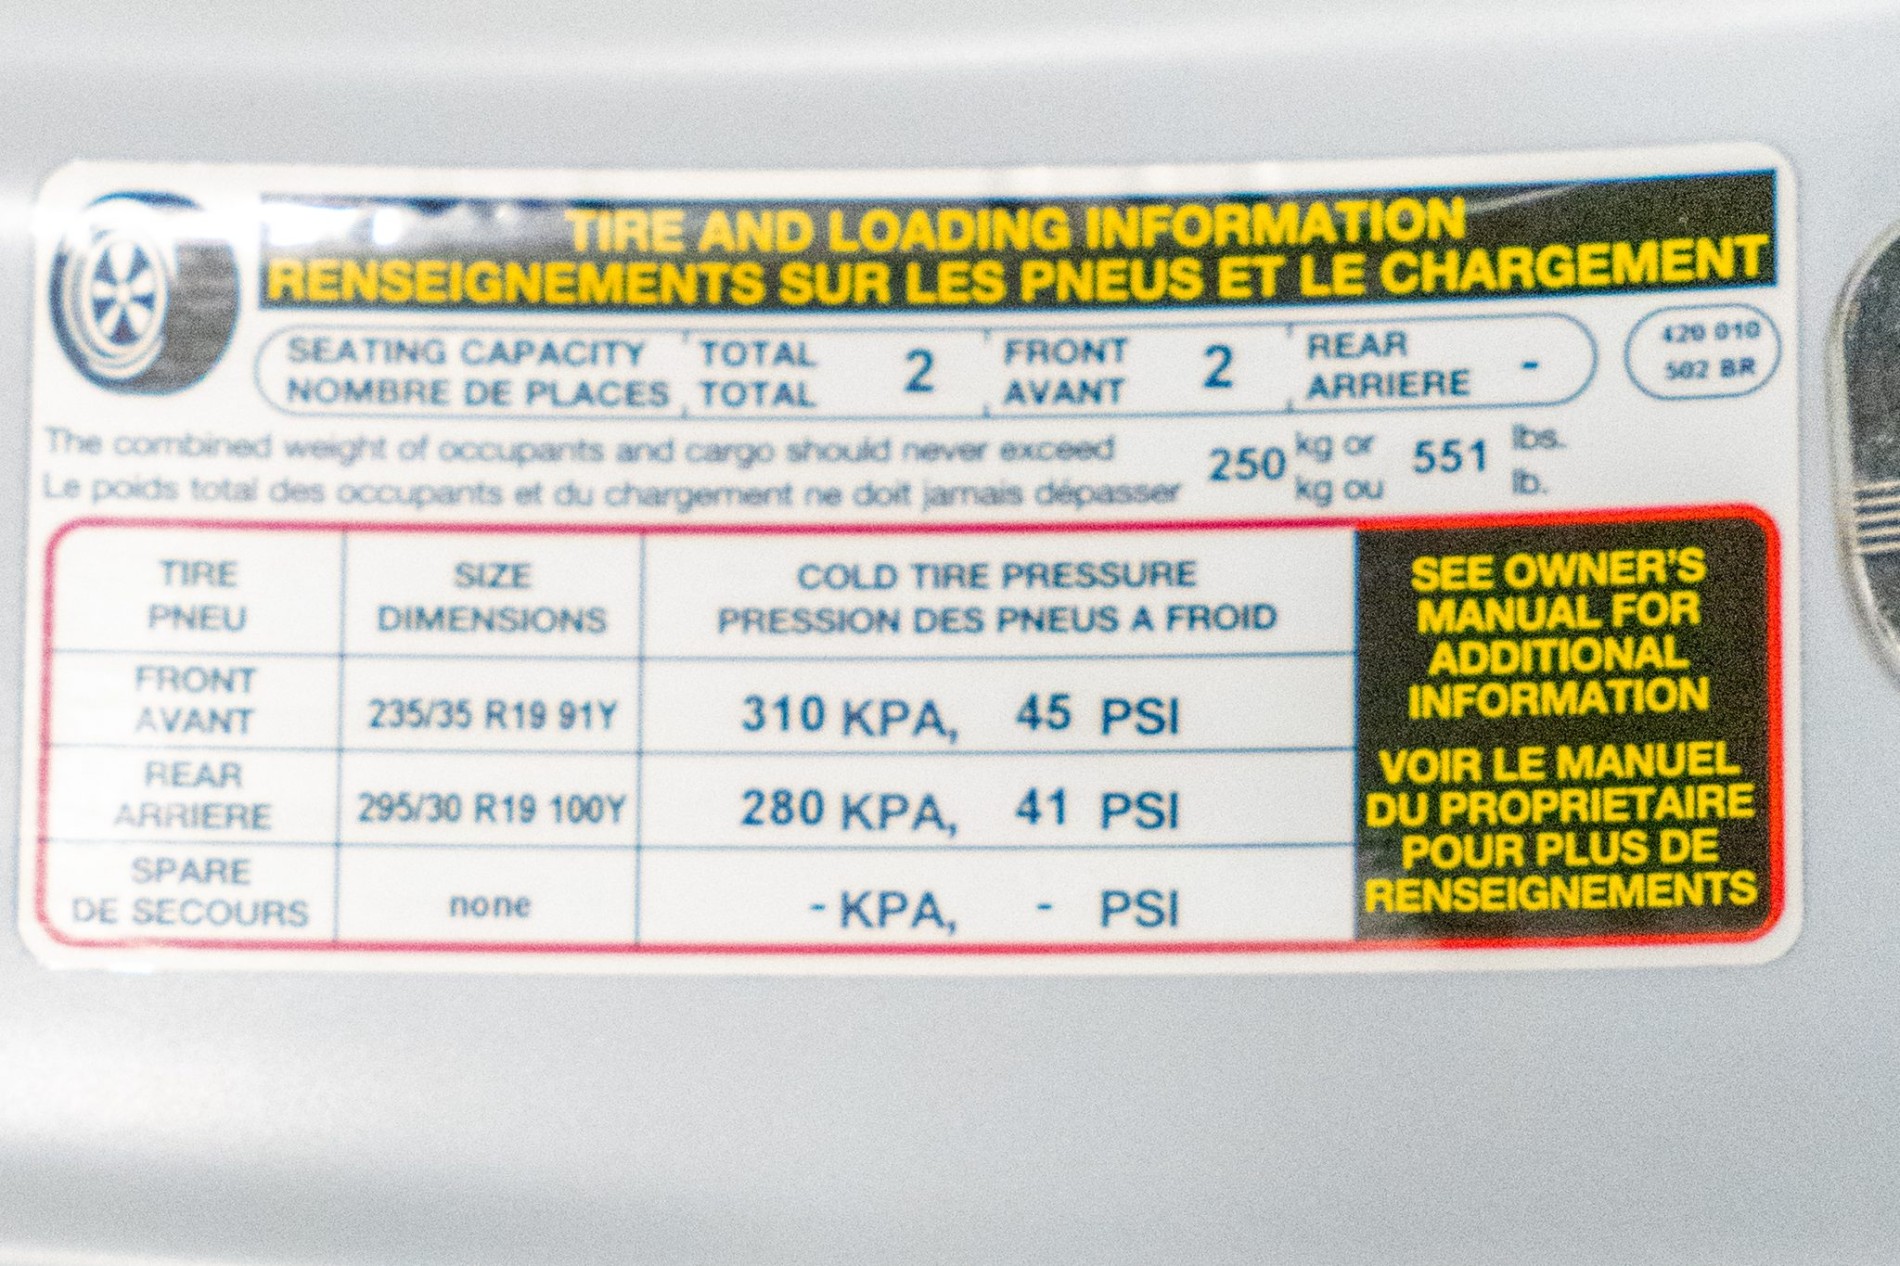 TIRE AND LOADING INFORMATION
RENSEIGNEMENTS SUR LES PNEUS ET LE CHARGEMENT
SEATING CAPACITY TOTAL 2 FRONT 2 REAR -
NOMBRE DE PLACES TOTAL AVANT ARRIERE
420 010
502 BR
The combined weight of occupants and cargo should never exceed 250 kg or 551 lbs.
Le poids total des occupants et du chargement ne doit jamais dépasser kg ou lb.
TIRE SIZE COLD TIRE PRESSURE
PNEU DIMENSIONS PRESSION DES PNEUS A FROID
FRONT
AVANT 235/35 R19 91Y 310 KPA, 45 PSI
REAR
ARRIERE 295/30 R19 100Y 280 KPA, 41 PSI
SPARE
DE SECOURS none - KPA, - PSI
SEE OWNER'S
MANUAL FOR
ADDITIONAL
INFORMATION
VOIR LE MANUEL
DU PROPRIETAIRE
POUR PLUS DE
RENSEIGNEMENTS